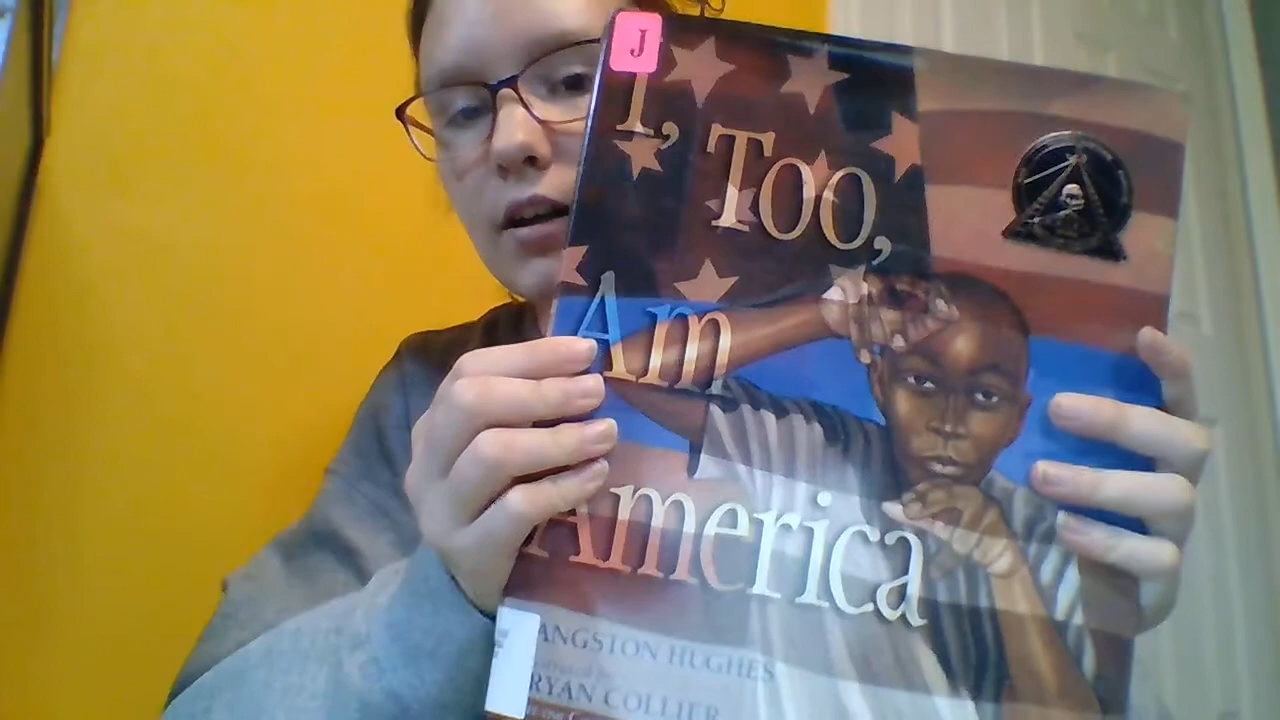 J
I,
Too,
Am
America
ANGSTON HUGHES
RYAN COLLIER